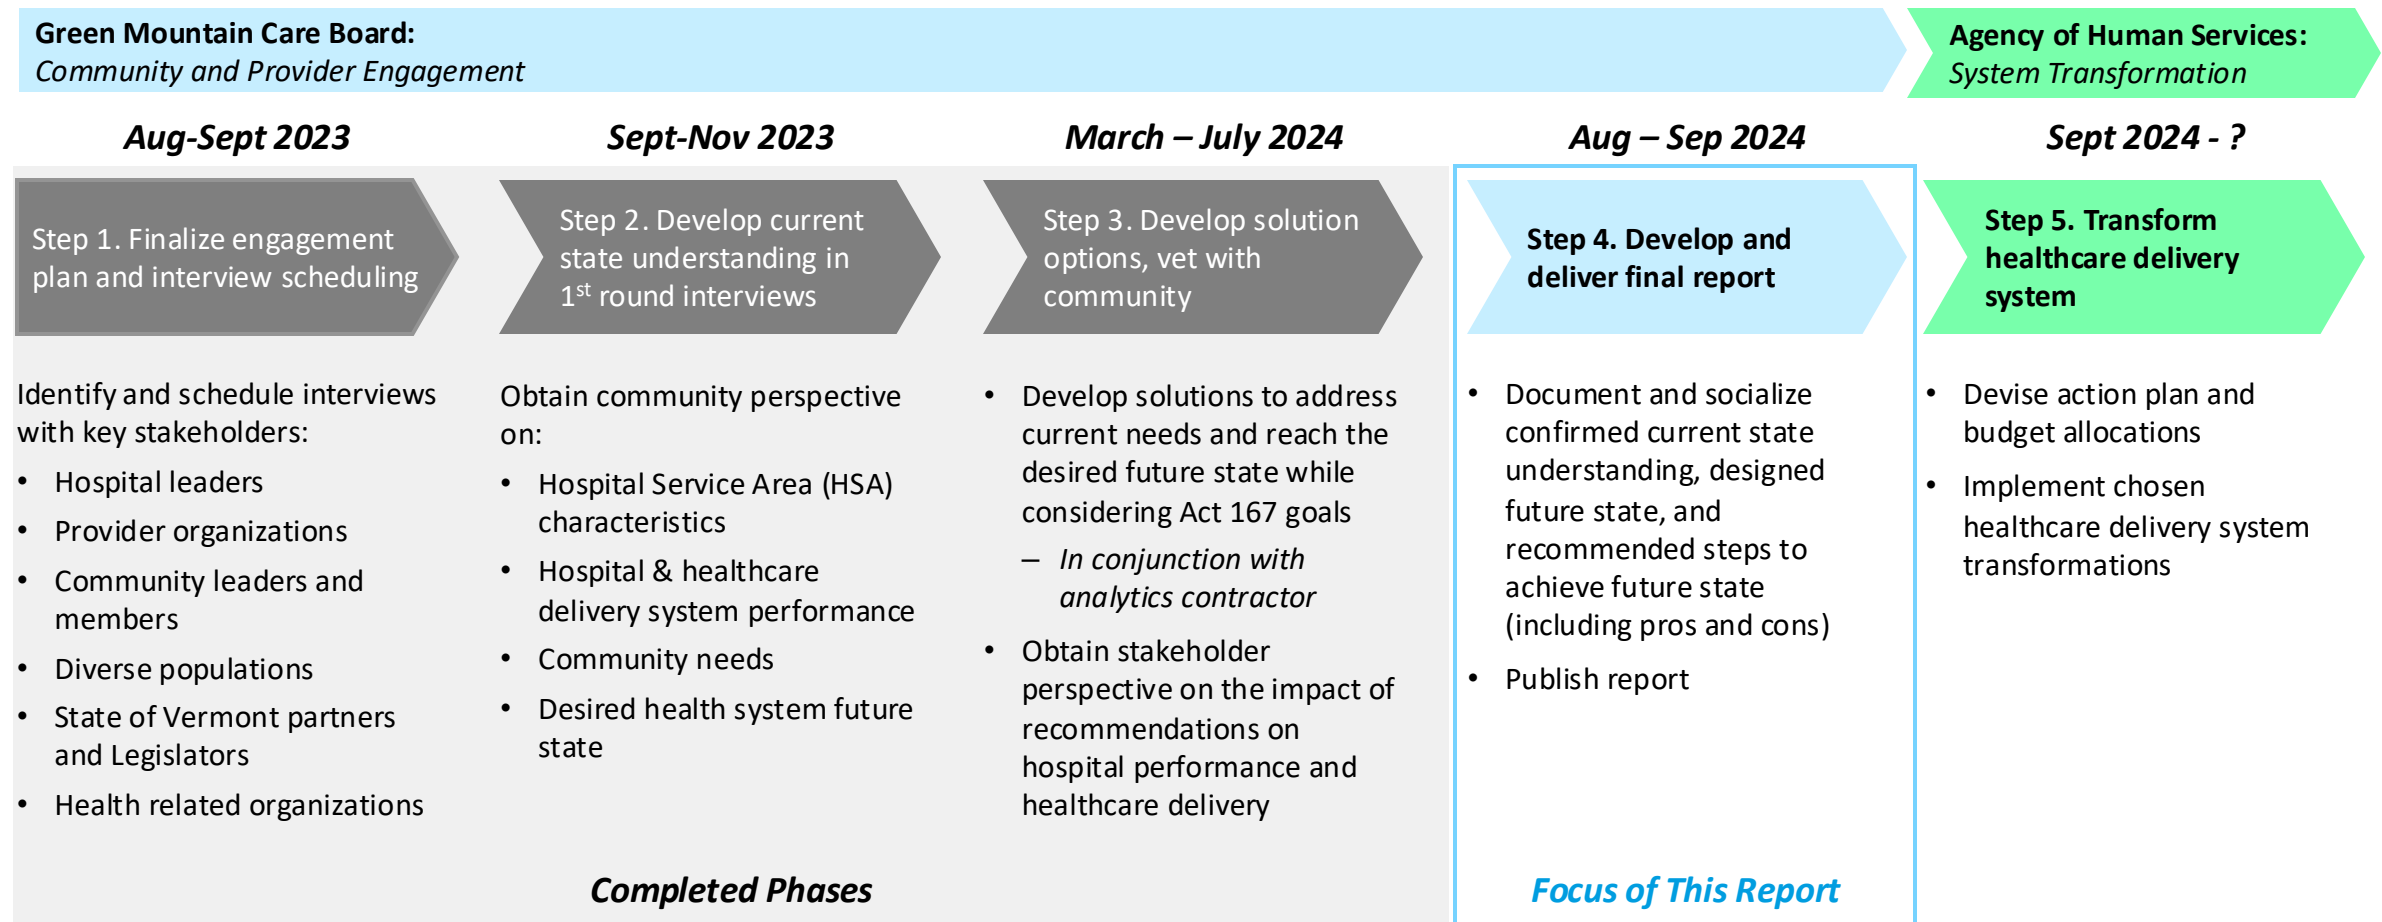 Green Mountain Care Board:
Community and Provider Engagement
Agency of Human Services:
System Transformation
Aug-Sept 2023
Step 1. Finalize engagement
plan and interview scheduling
Identify and schedule interviews
with key stakeholders:
• Hospital leaders
• Provider organizations
• Community leaders and
members
• Diverse populations
• State of Vermont partners
and Legislators
• Health related organizations
Sept-Nov 2023
Step 2. Develop current
state understanding in
1st round interviews
Obtain community perspective
on:
• Hospital Service Area (HSA)
characteristics
• Hospital & healthcare
delivery system performance
• Community needs
• Desired health system future
state
March – July 2024
Step 3. Develop solution
options, vet with
community
• Develop solutions to address
current needs and reach the
desired future state while
considering Act 167 goals
– In conjunction with
analytics contractor
• Obtain stakeholder
perspective on the impact of
recommendations on
hospital performance and
healthcare delivery
Completed Phases
Aug – Sep 2024
Step 4. Develop and
deliver final report
• Document and socialize
confirmed current state
understanding, designed
future state, and
recommended steps to
achieve future state
(including pros and cons)
• Publish report
Focus of This Report
Sept 2024 - ?
Step 5. Transform
healthcare delivery
system
• Devise action plan and
budget allocations
• Implement chosen
healthcare delivery system
transformations